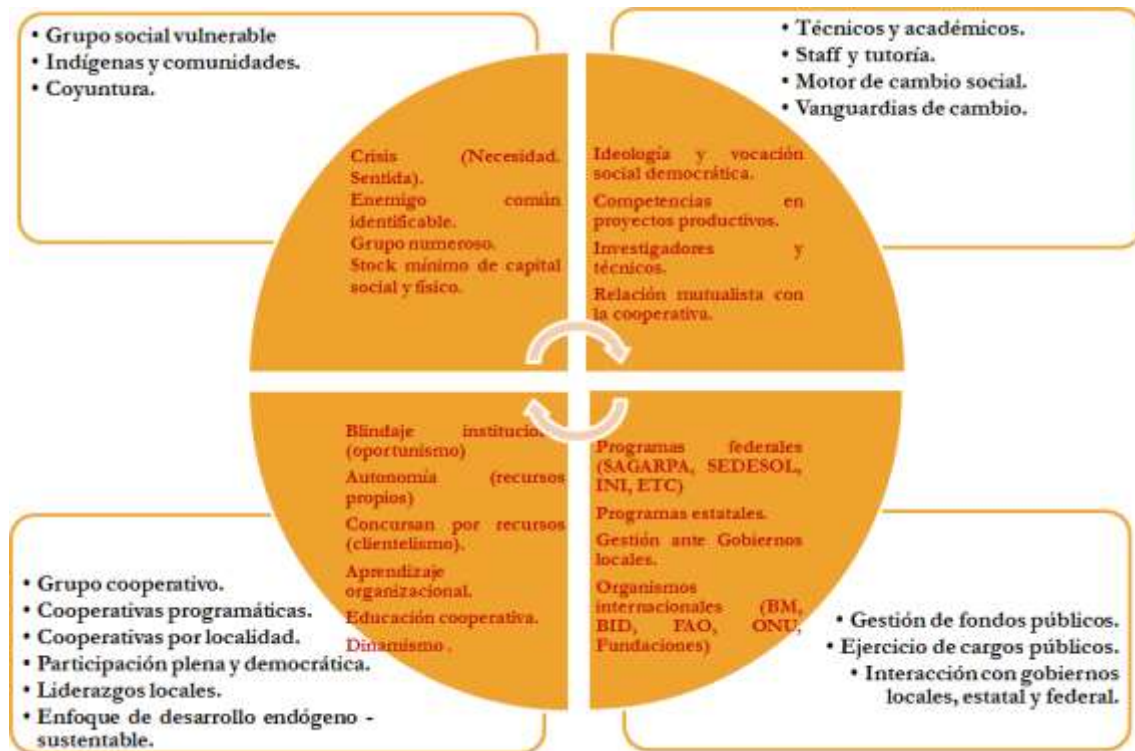 • Grupo social vulnerable
• Indígenas y comunidades.
• Coyuntura.
• Técnicos y académicos.
• Staff y tutoría.
• Motor de cambio social.
• Vanguardias de cambio.
Crisis (Necesidad.
Sentida).
Enemigo común
identificable.
Grupo numeroso.
Stock mínimo de capital
social y físico.
Ideología y vocación
social democrática.
Competencias en
proyectos productivos.
Investigadores y
técnicos.
Relación mutualista con
la cooperativa.
Blindaje
(oportunismo)
Autonomía (recursos
propios)
Concursan por recursos
(clientelismo).
Aprendizaje
organizacional.
Educación cooperativa.
Dinamismo .
Programas federales
(SAGARPA, SEDESOL,
INI, ETC)
Programas estatales.
Gestión ante Gobiernos
locales.
Organismos
internacionales (BM,
BID, FAO, ONU,
Fundaciones)
• Grupo cooperativo.
• Cooperativas programáticas.
• Cooperativas por localidad.
• Participación plena y democrática.
• Liderazgos locales.
• Enfoque de desarrollo endógeno -
sustentable.
• Gestión de fondos públicos.
• Ejercicio de cargos públicos.
• Interacción con gobiernos
locales, estatal y federal.